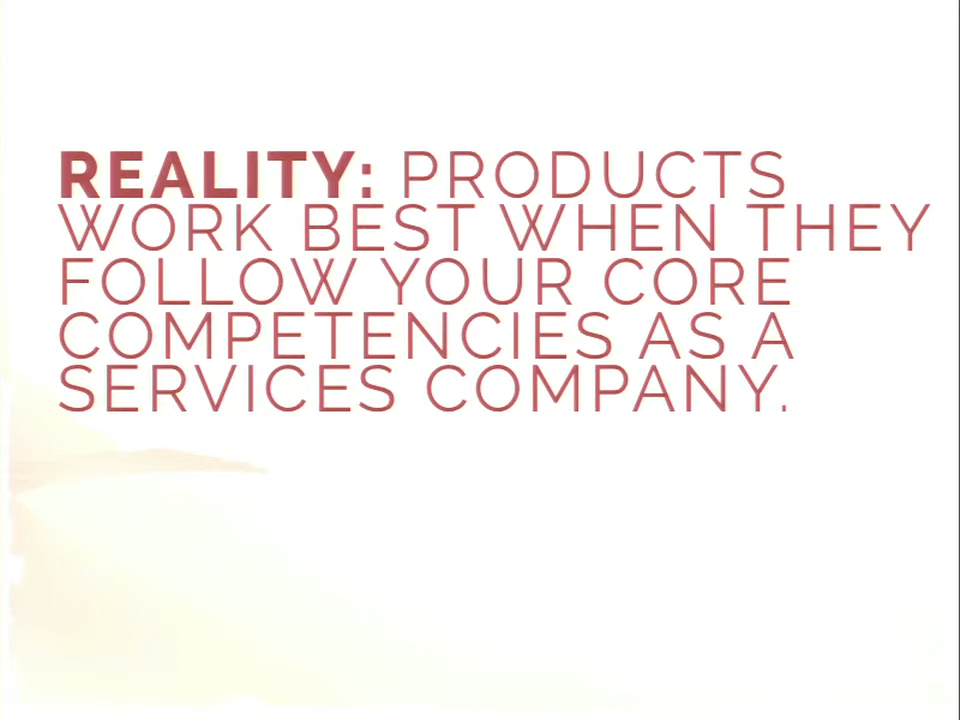 REALITY: PRODUCTS
WORK BEST WHEN THEY
FOLLOW YOUR CORE
COMPETENCIES AS A
SERVICES COMPANY.